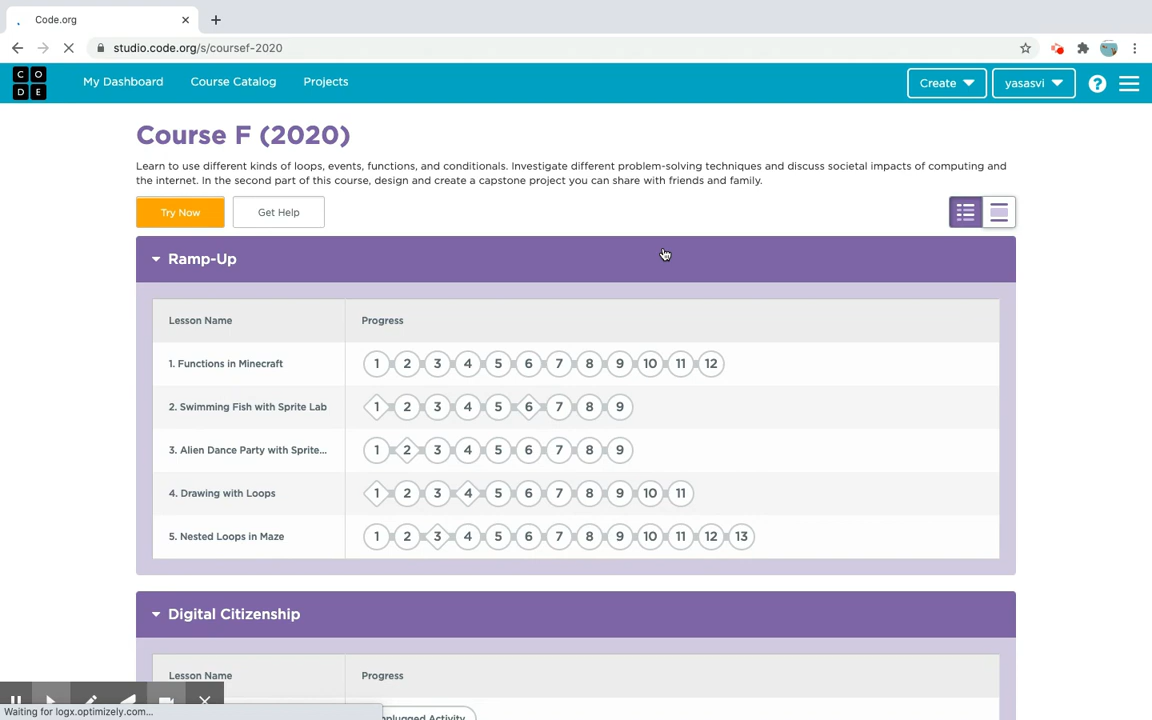 Code.org
studio.code.org/s/coursef-2020
C O
D E
My Dashboard Course Catalog Projects Create yasasvi ?
Course F (2020)
Learn to use different kinds of loops, events, functions, and conditionals. Investigate different problem-solving techniques and discuss societal impacts of computing and
the internet. In the second part of this course, design and create a capstone project you can share with friends and family.
Try Now Get Help
Ramp-Up
Lesson Name Progress
1. Functions in Minecraft 1 2 3 4 5 6 7 8 9 10 11 12
2. Swimming Fish with Sprite Lab 1 2 3 4 5 6 7 8 9
3. Alien Dance Party with Sprite... 1 2 3 4 5 6 7 8 9
4. Drawing with Loops 1 2 3 4 5 6 7 8 9 10 11
5. Nested Loops in Maze 1 2 3 4 5 6 7 8 9 10 11 12 13
Digital Citizenship
Lesson Name Progress
Waiting for logx.optimizely.com... Activity